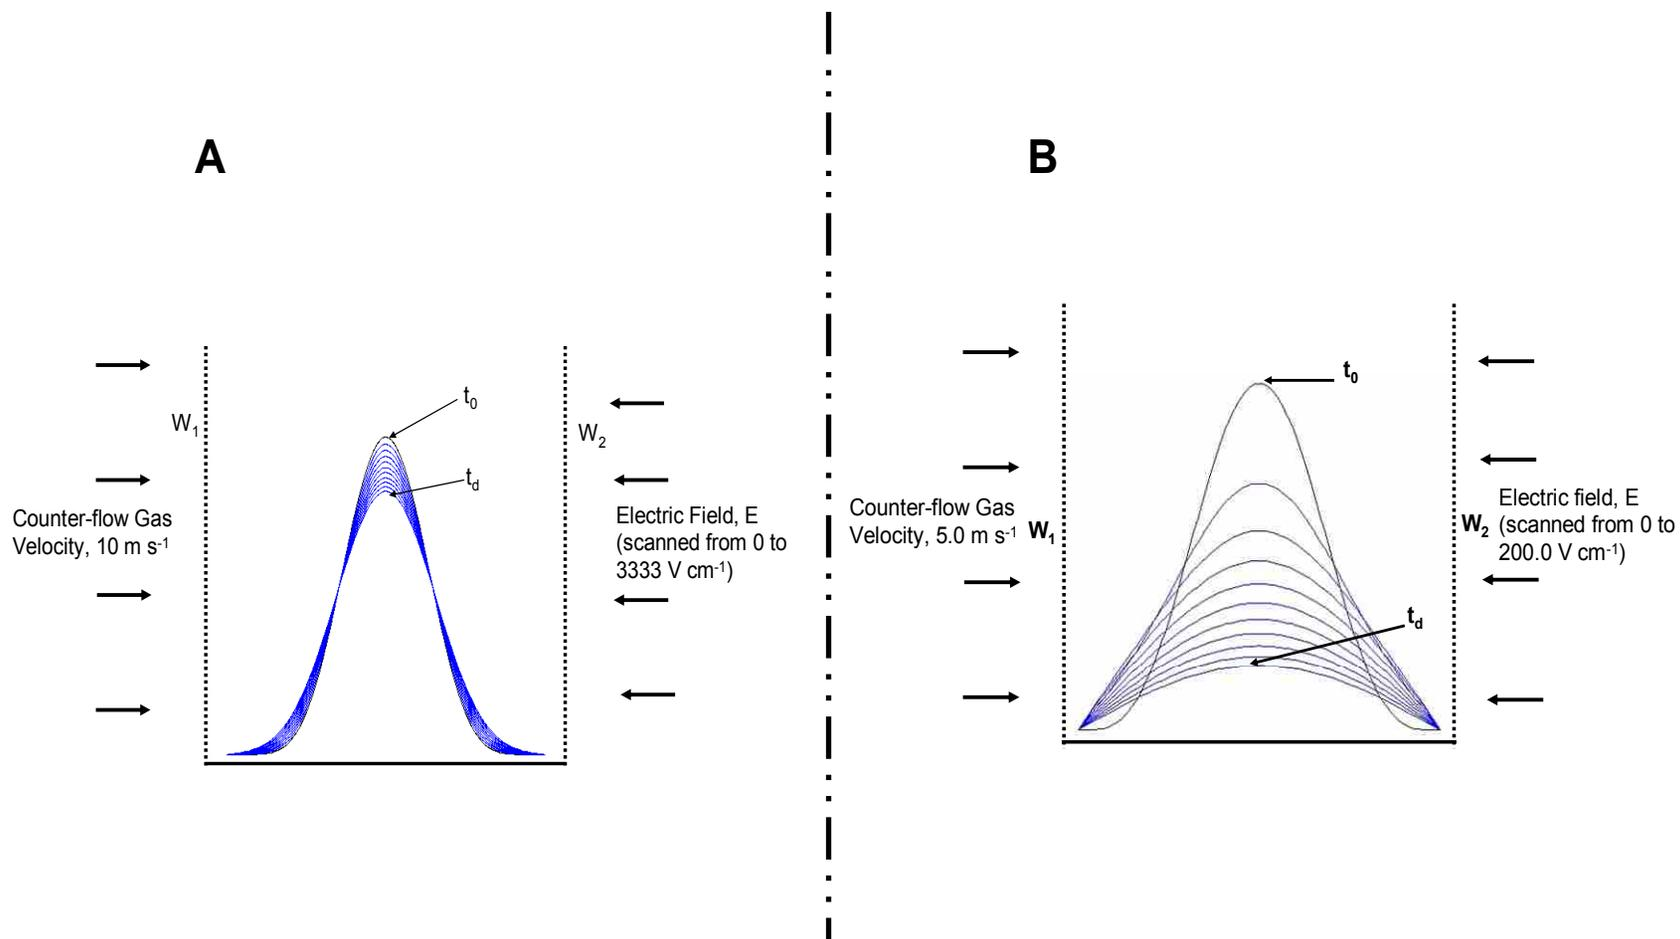 A
W₁
t₀
t_d
W₂
Counter-flow Gas
Velocity, 10 m s⁻¹
Electric Field, E
(scanned from 0 to
3333 V cm⁻¹)
B
t₀
Counter-flow Gas
Velocity, 5.0 m s⁻¹
W₁
W₂
Electric field, E
(scanned from 0 to
200.0 V cm⁻¹)
t_d